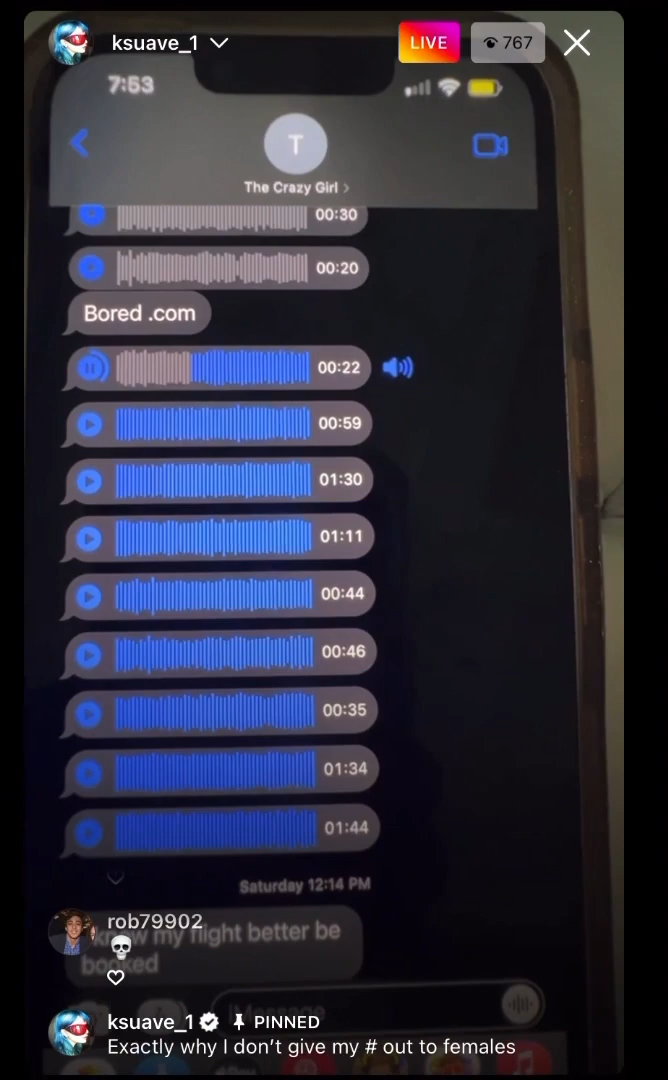 ksuave_1
LIVE
767
7:53
T
The Crazy Girl >
00:30
00:20
Bored .com
00:22
00:59
01:30
01:11
00:44
00:46
00:35
01:34
01:44
Saturday 12:14 PM
rob79902
know my flight better be
💀
booked
iMessage
ksuave_1 PINNED
Exactly why I don’t give my # out to females